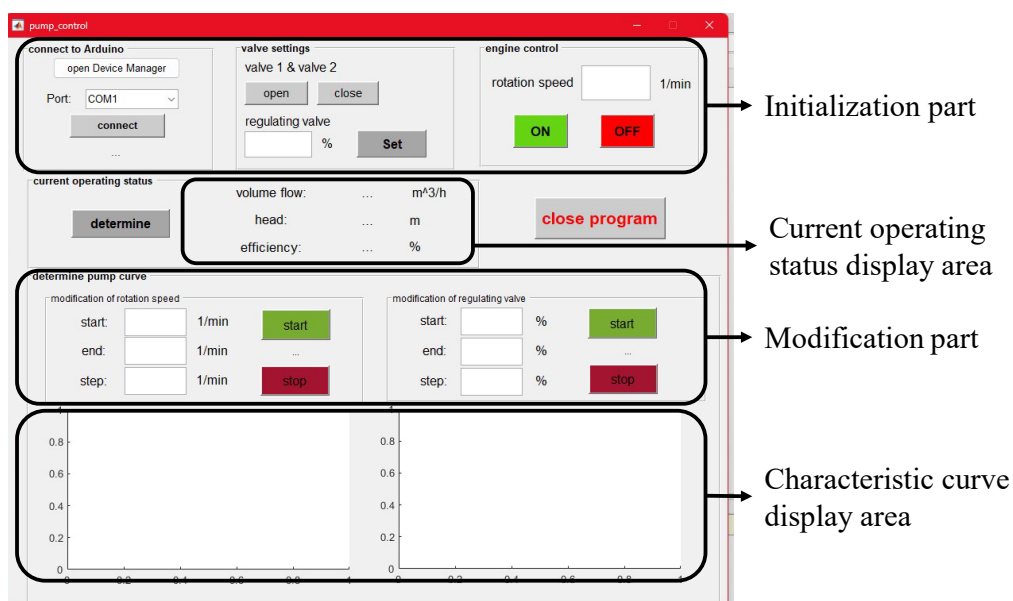 pump_control
connect to Arduino
open Device Manager
Port: COM1
connect
...
valve settings
valve 1 & valve 2
open close
regulating valve
% Set
engine control
rotation speed 1/min
ON OFF
Initialization part
current operating status
determine
volume flow: ... m^3/h
head: ... m
efficiency: ... %
close program
Current operating
status display area
determine pump curve
modification of rotation speed
start: 1/min start
end: 1/min ...
step: 1/min stop
modification of regulating valve
start: % start
end: % ...
step: % stop
Modification part
1
0.8
0.6
0.4
0.2
0
0 0.2 0.4 0.6 0.8 1
1
0.8
0.6
0.4
0.2
0
0 0.2 0.4 0.6 0.8 1
Characteristic curve
display area